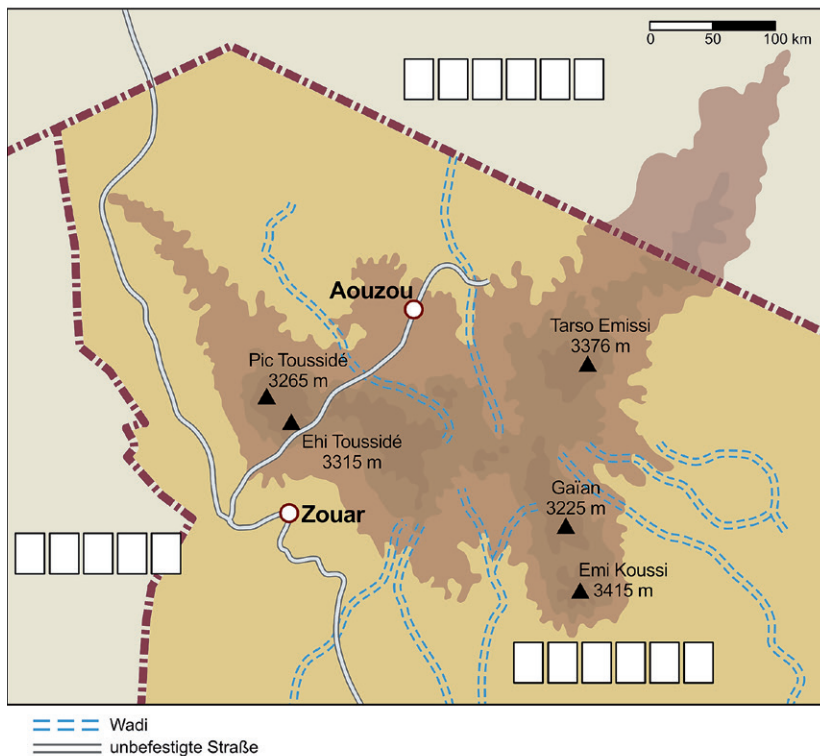 0 50 100 km
Aouzou
Tarso Emissi
3376 m
Pic Toussidé
3265 m
Ehi Toussidé
3315 m
Gaïan
3225 m
Zouar
Emi Koussi
3415 m
Wadi
unbefestigte Straße